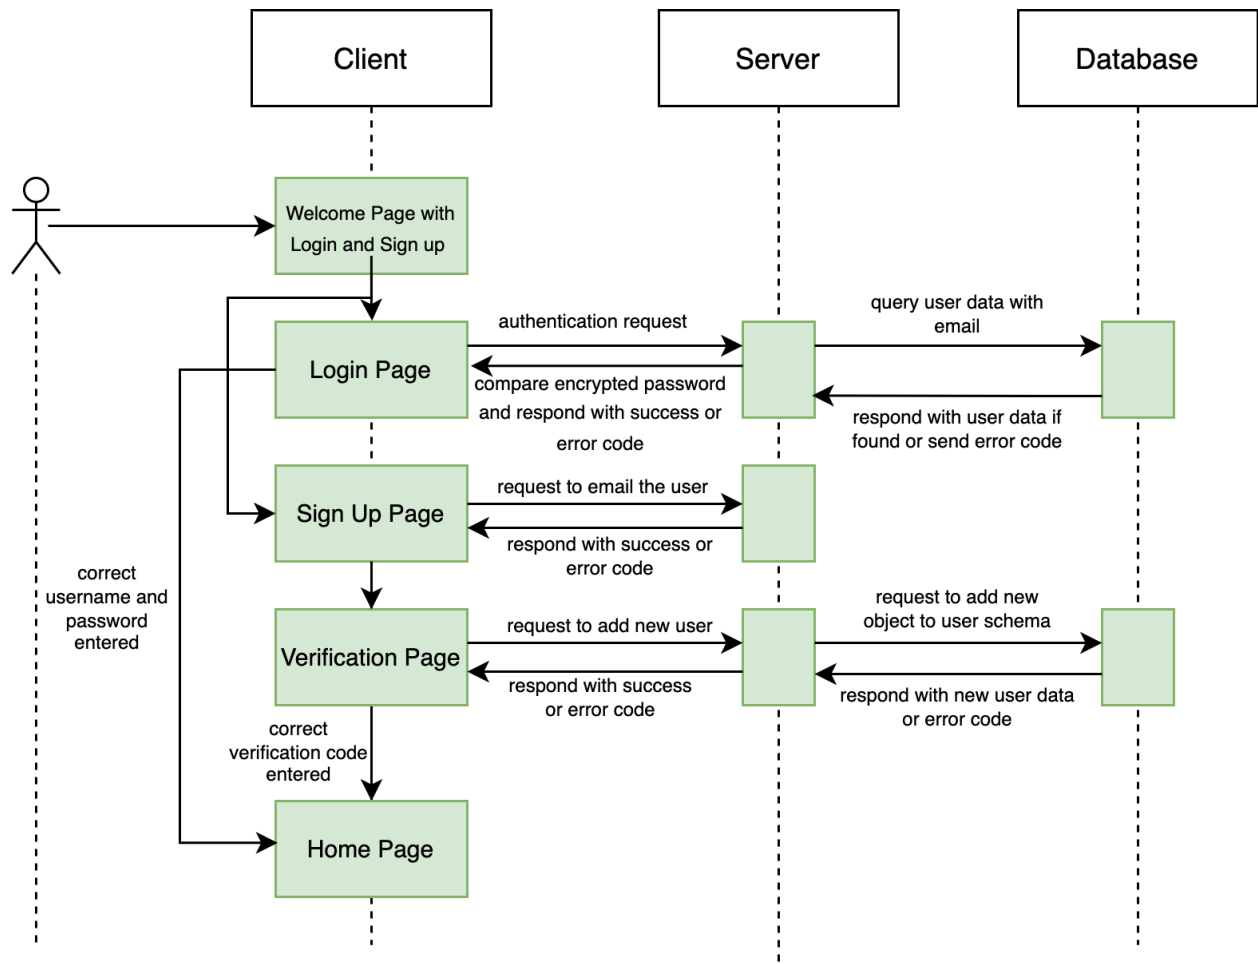 Client
Server
Database
Welcome Page with
Login and Sign up
authentication request
query user data with
email
Login Page
compare encrypted password
and respond with success or
error code
respond with user data if
found or send error code
request to email the user
Sign Up Page
respond with success or
error code
correct
username and
password
entered
request to add new user
request to add new
object to user schema
Verification Page
respond with success
or error code
respond with new user data
or error code
correct
verification code
entered
Home Page